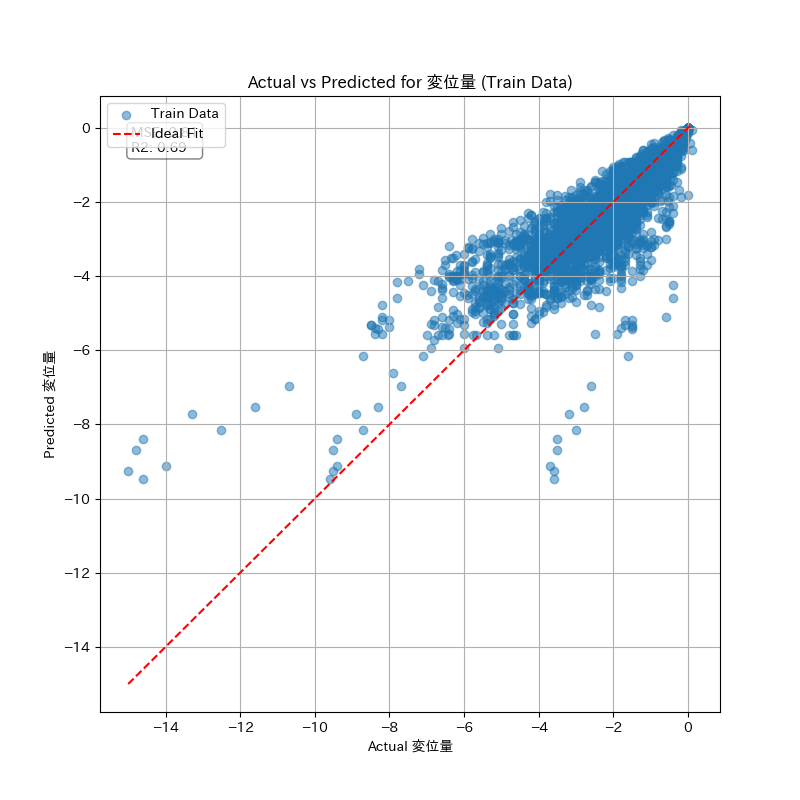 Actual vs Predicted for 変位量 (Train Data)
Train Data
Ideal Fit
R2: 0.69
0
−2
−4
−6
−8
−10
−12
−14
Predicted 変位量
−14
−12
−10
−8
−6
−4
−2
0
Actual 変位量